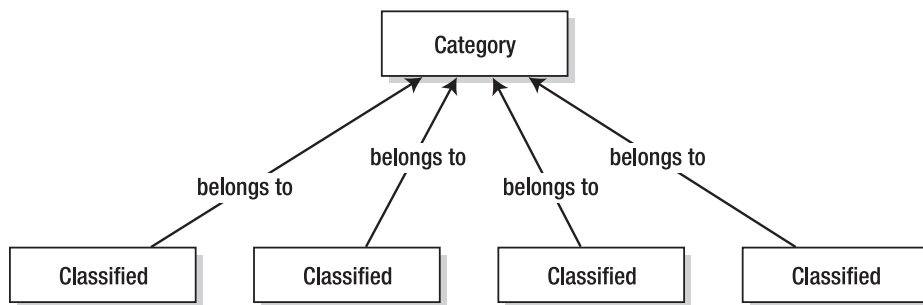 Category
belongs to
belongs to
belongs to
belongs to
Classified
Classified
Classified
Classified